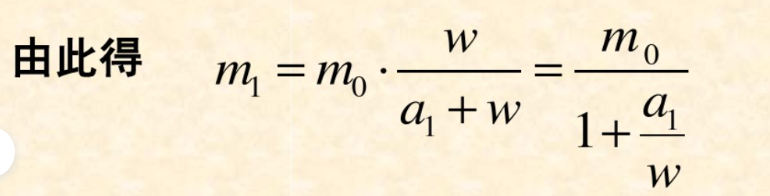 由此得 m₁ = m₀ · w/(a₁ + w) = m₀/(1 + a₁/w)